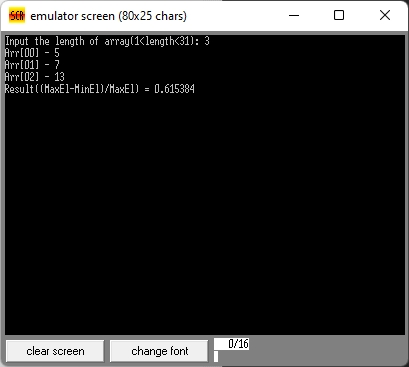 emulator screen (80x25 chars)
Input the length of array(1<length<31): 3
Arr[00] - 5
Arr[01] - 7
Arr[02] - 13
Result((MaxEl-MinEl)/MaxEl) = 0.615384
clear screen
change font
0/16